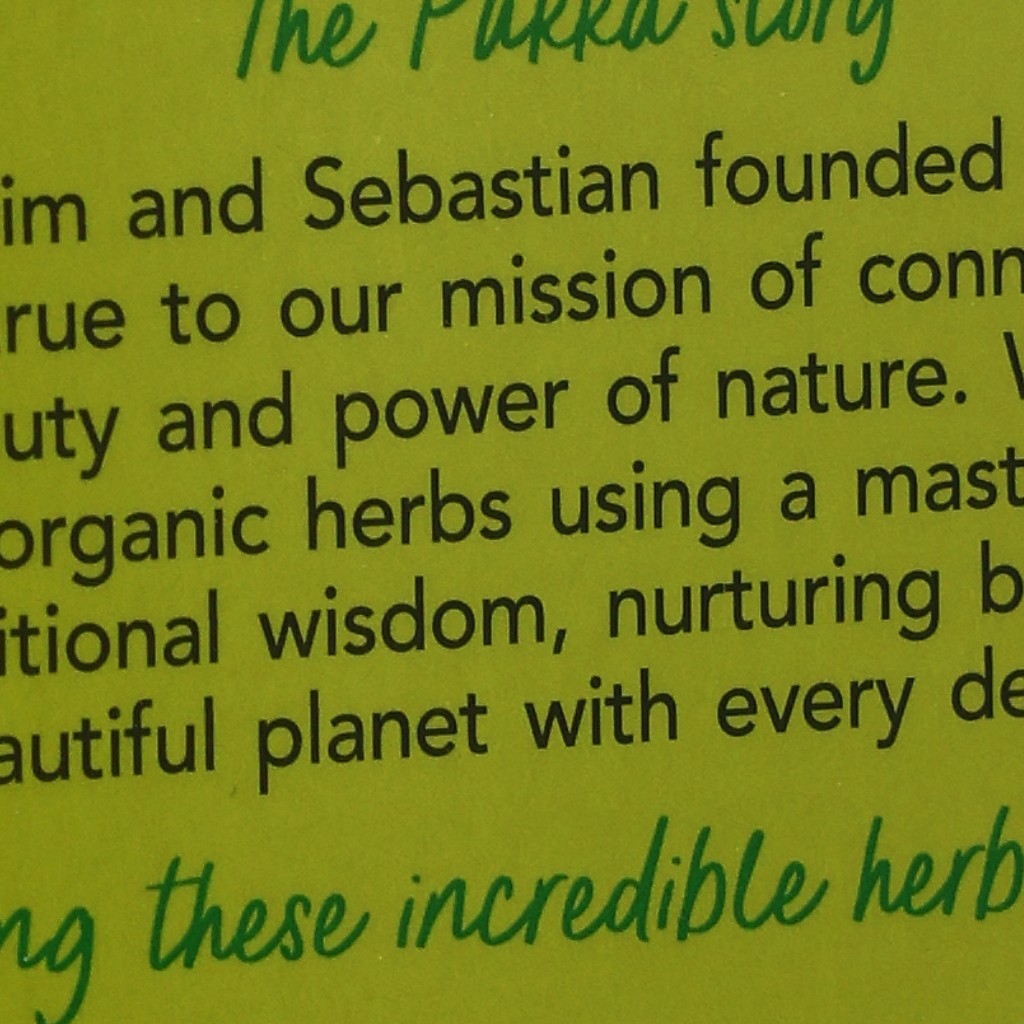 The Pukka story
im and Sebastian founded
rue to our mission of conn
uty and power of nature.
organic herbs using a mast
itional wisdom, nurturing b
autiful planet with every de
ng these incredible herb